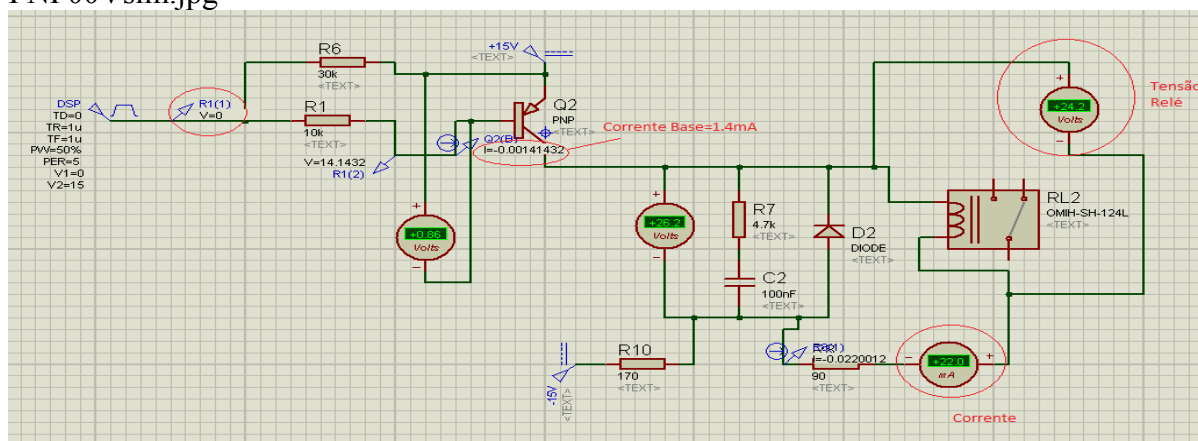 PNP00Vsim.jpg
R6
30k
<TEXT>
+15V
<TEXT>
DSP
TD=0
TR=1u
TF=1u
PW=50%
PER=5
V1=0
V2=15
R1(1)
V=0
R1
10k
<TEXT>
V=14.1432
R1(2)
Q2
PNP
<TEXT>
Q2(B)
I=-0.00141432
Corrente Base=1.4mA
+0.86
Volts
+26.2
Volts
R7
4.7k
<TEXT>
C2
100nF
<TEXT>
D2
DIODE
<TEXT>
+24.2
Volts
Tensão
Relé
RL2
OMIH-SH-124L
<TEXT>
-15V
<TEXT>
R10
170
<TEXT>
I=-0.0220012
90
<TEXT>
+22.0
mA
Corrente